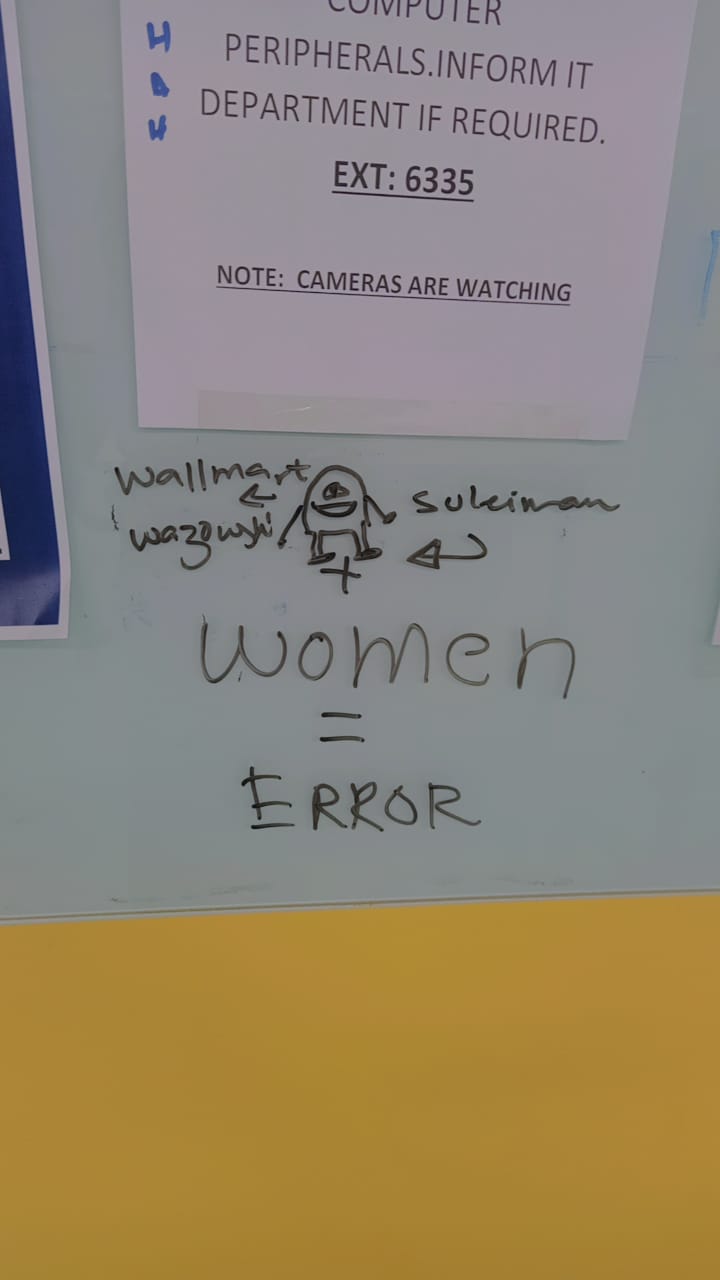 COMPUTER
PERIPHERALS.INFORM IT
DEPARTMENT IF REQUIRED.
EXT: 6335
NOTE: CAMERAS ARE WATCHING
H
A
H
wallmart
wazowski
suleiman
+
women
=
ERROR